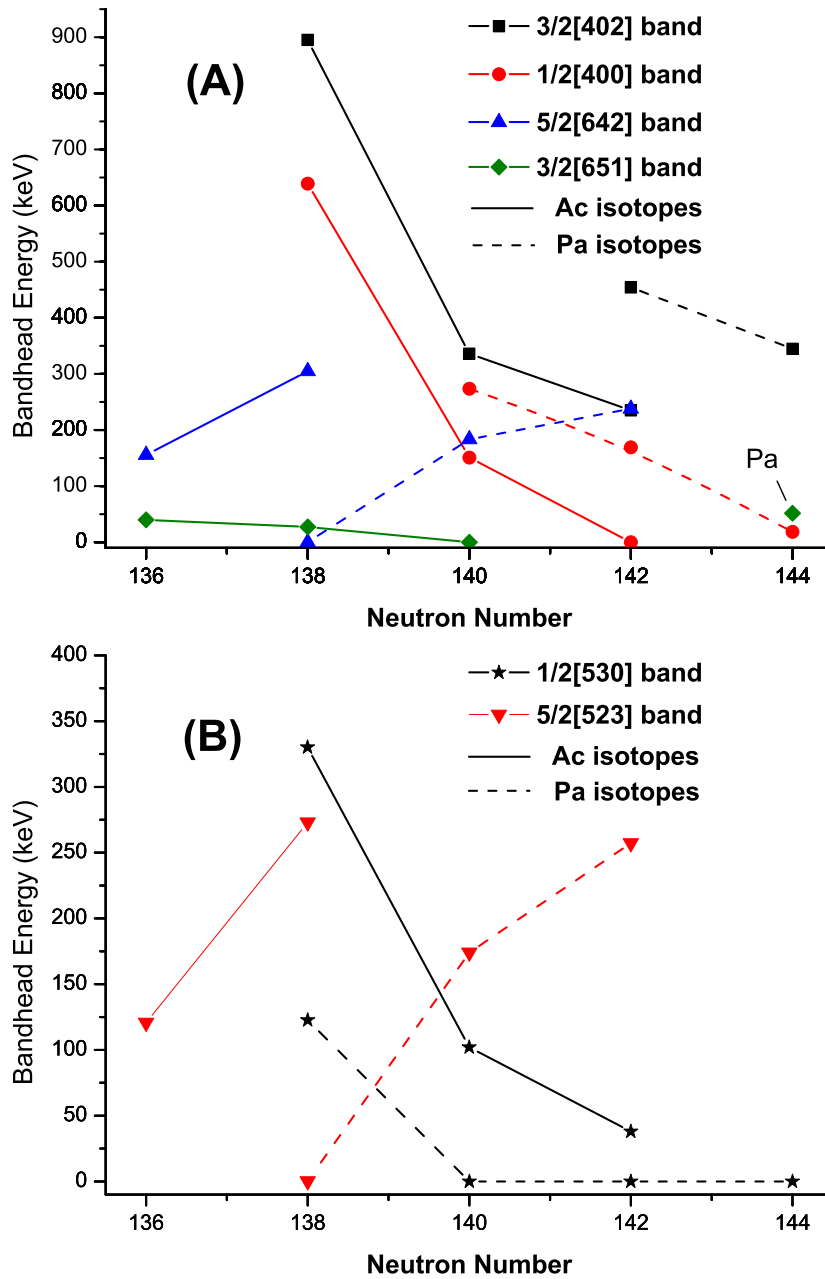 (A)
3/2[402] band
1/2[400] band
5/2[642] band
3/2[651] band
Ac isotopes
Pa isotopes
Pa
Bandhead Energy (keV)
900
800
700
600
500
400
300
200
100
0
136 138 140 142 144
Neutron Number
(B)
1/2[530] band
5/2[523] band
Ac isotopes
Pa isotopes
Bandhead Energy (keV)
400
350
300
250
200
150
100
50
0
136 138 140 142 144
Neutron Number